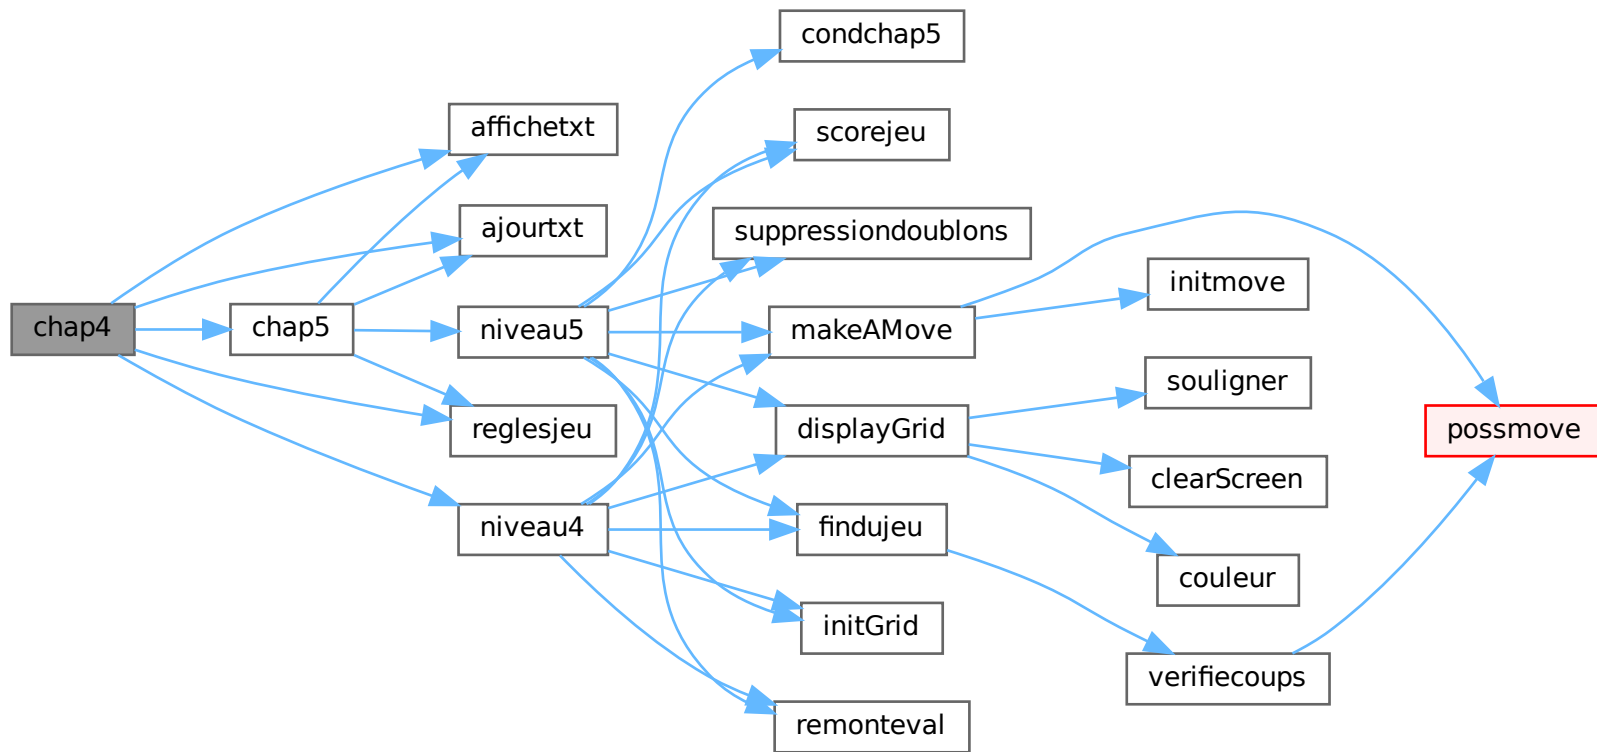 condchap5
affichetxt
scorejeu
ajourtxt
suppressiondoublons
initmove
chap4
chap5
niveau5
makeAMove
souligner
reglesjeu
displayGrid
possmove
clearScreen
niveau4
findujeu
couleur
initGrid
verifiecoups
remonteval